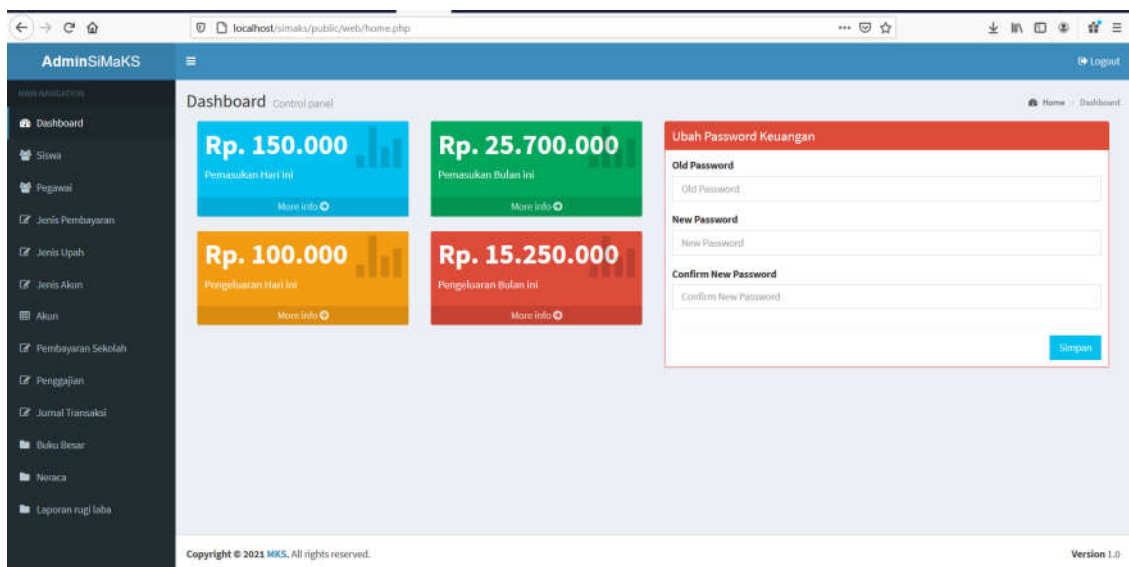 localhost/simaks/public/web/home.php
AdminSiMaKS
Logout
MAIN NAVIGATION
Dashboard
Siswa
Pegawai
Jenis Pembayaran
Jenis Upah
Jenis Akun
Akun
Pembayaran Sekolah
Penggajian
Jurnal Transaksi
Buku Besar
Neraca
Laporan rugi laba
Dashboard Control panel
Home Dashboard
Rp. 150.000
Pemasukan Hari Ini
More info
Rp. 25.700.000
Pemasukan Bulan ini
More info
Rp. 100.000
Pengeluaran Hari Ini
More info
Rp. 15.250.000
Pengeluaran Bulan ini
More info
Ubah Password Keuangan
Old Password
Old Password
New Password
New Password
Confirm New Password
Confirm New Password
Simpan
Copyright © 2021 MKS. All rights reserved.
Version 1.0